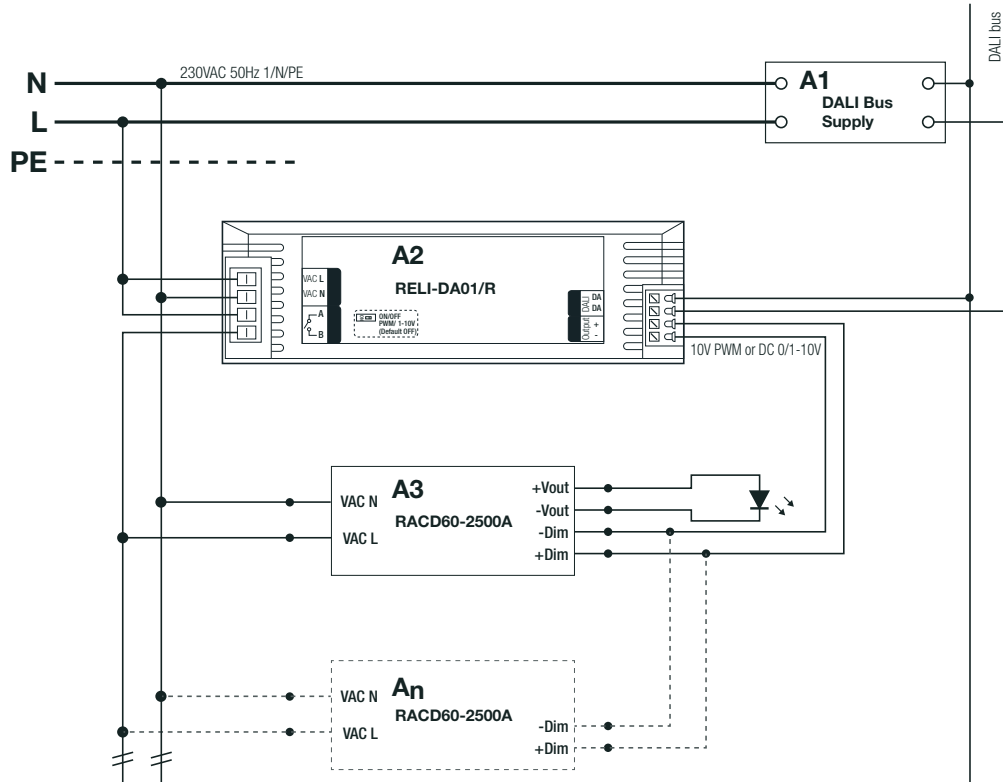 DALI bus
N
230VAC 50Hz 1/N/PE
L
PE
A1
DALI Bus
Supply
A2
RELI-DA01/R
VAC L
VAC N
A
B
ON/OFF
PWM/ 1-10V
(Default OFF)
DALI
DA
DA
Output
+
-
10V PWM or DC 0/1-10V
A3
RACD60-2500A
VAC N
VAC L
+Vout
-Vout
-Dim
+Dim
An
RACD60-2500A
VAC N
VAC L
-Dim
+Dim